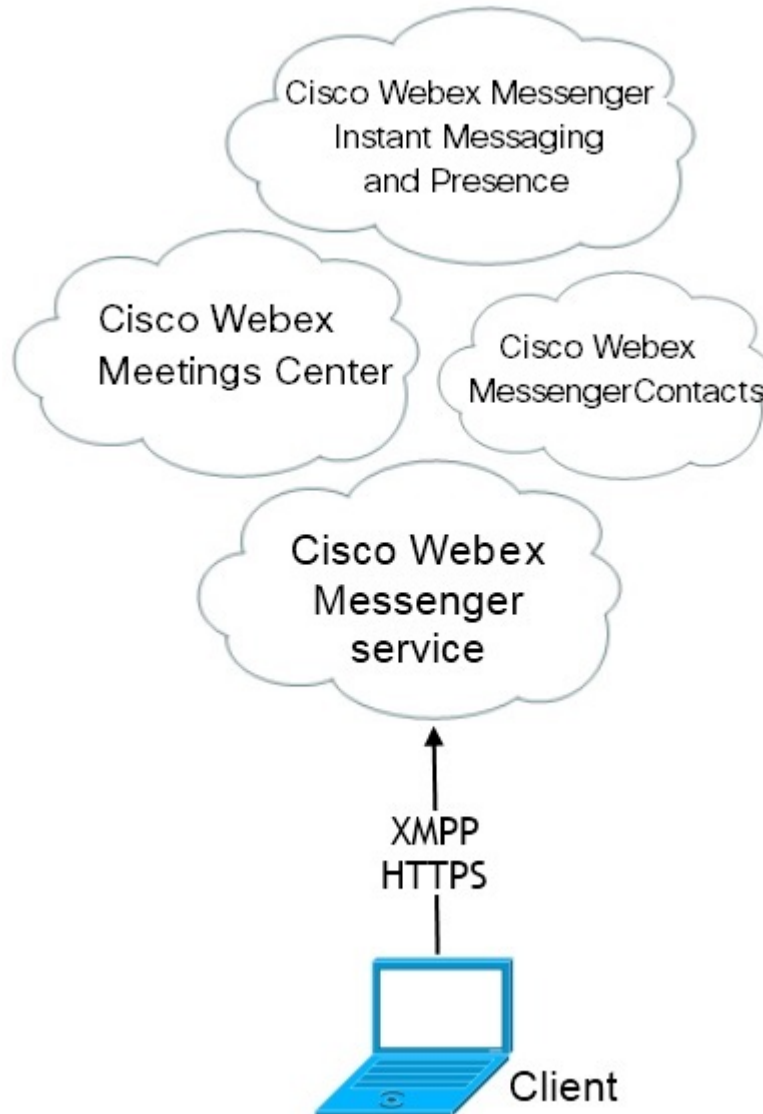 Cisco Webex Messenger
Instant Messaging
and Presence
Cisco Webex
Meetings Center
Cisco Webex
MessengerContacts
Cisco Webex
Messenger
service
XMPP
HTTPS
Client